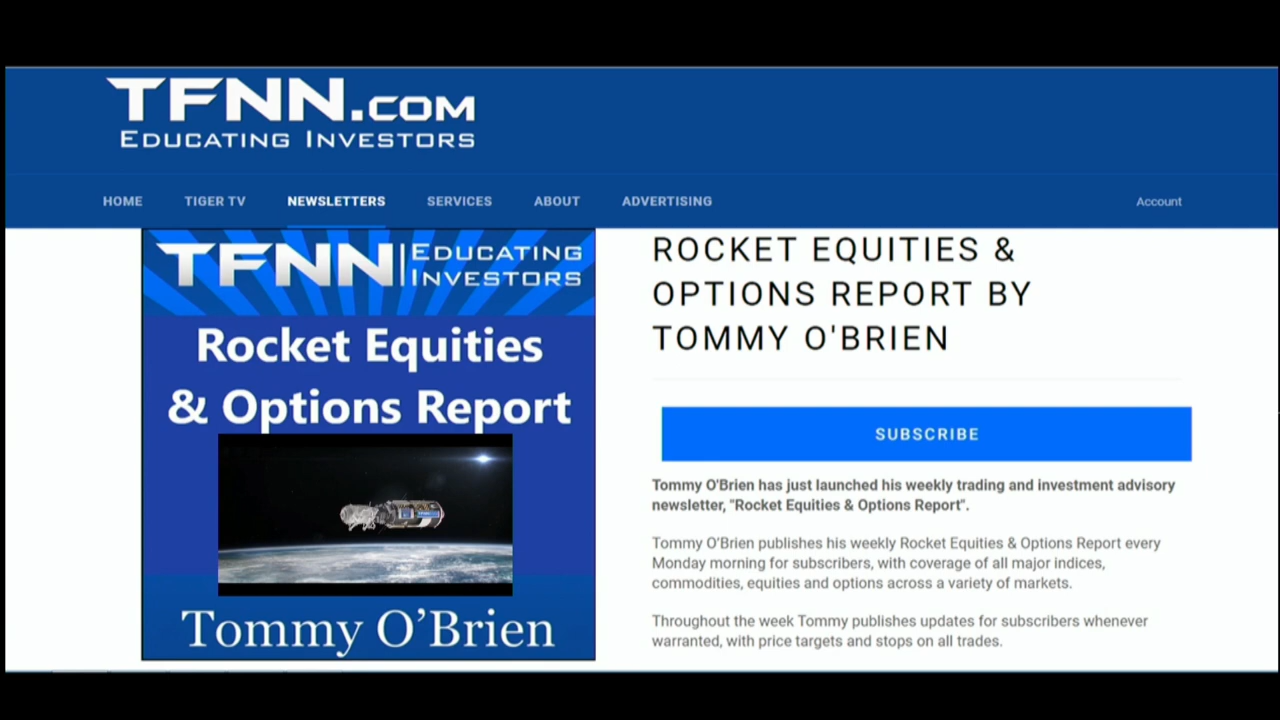 TFNN.COM
EDUCATING INVESTORS
HOME TIGER TV NEWSLETTERS SERVICES ABOUT ADVERTISING Account
TFNN EDUCATING
INVESTORS
Rocket Equities
& Options Report
Tommy O’Brien
ROCKET EQUITIES &
OPTIONS REPORT BY
TOMMY O'BRIEN
SUBSCRIBE
Tommy O'Brien has just launched his weekly trading and investment advisory
newsletter, "Rocket Equities & Options Report".
Tommy O’Brien publishes his weekly Rocket Equities & Options Report every
Monday morning for subscribers, with coverage of all major indices,
commodities, equities and options across a variety of markets.
Throughout the week Tommy publishes updates for subscribers whenever
warranted, with price targets and stops on all trades.